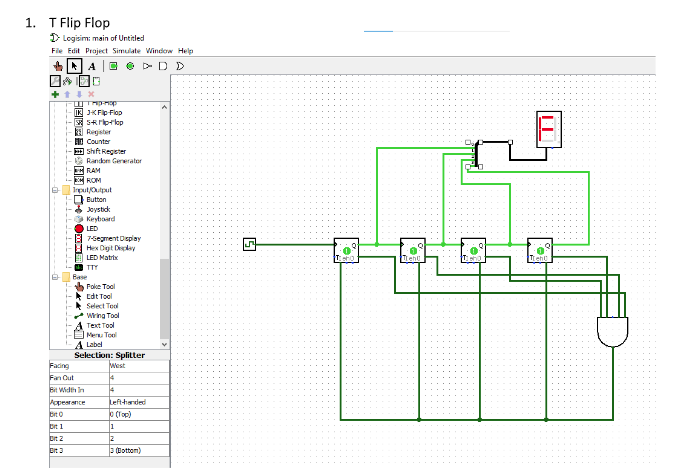 1. T Flip Flop
Logisim: main of Untitled
File Edit Project Simulate Window Help
A
T Flip-Flop
J-K Flip-Flop
S-R Flip-Flop
Register
Counter
Shift Register
Random Generator
RAM
ROM
Input/Output
Button
Joystick
Keyboard
LED
7-Segment Display
Hex Digit Display
LED Matrix
TTY
Base
Poke Tool
Edit Tool
Select Tool
Wiring Tool
Text Tool
Menu Tool
Label
Selection: Splitter
Facing West
Fan Out 4
Bit Width In 4
Appearance Left-handed
Bit 0 0 (Top)
Bit 1 1
Bit 2 2
Bit 3 3 (Bottom)
E
Q Q Q Q
1 1 1 1
T en0 T en0 T en0 T en0